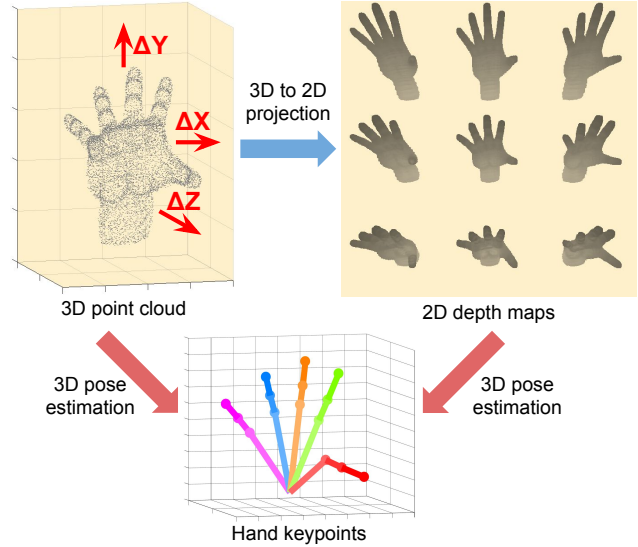 ΔY
ΔX
ΔZ
3D to 2D
projection
3D point cloud
2D depth maps
3D pose
estimation
3D pose
estimation
Hand keypoints